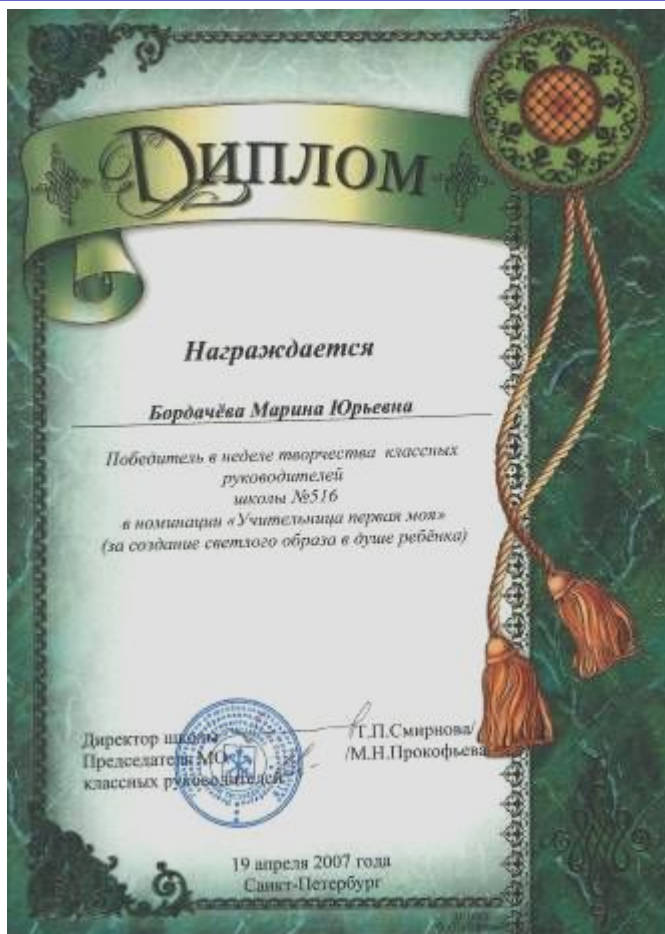 Диплом
Награждается
Бордачёва Марина Юрьевна
Победитель в неделе творчества классных
руководителей
школы №516
в номинации «Учительница первая моя»
(за создание светлого образа в душе ребёнка)
Директор школы /Т.П.Смирнова/
Председатель МО /М.Н.Прокофьева/
классных руководителей
19 апреля 2007 года
Санкт-Петербург